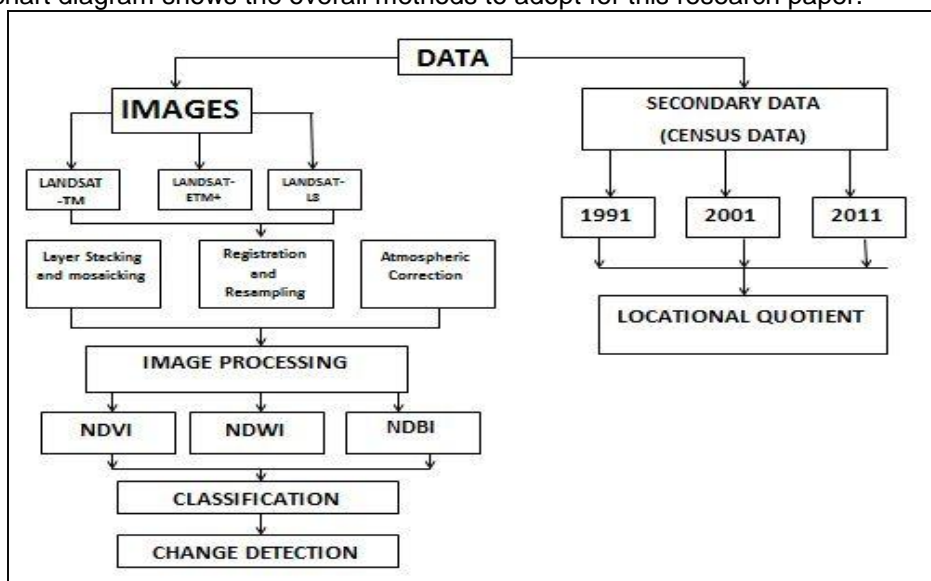 chart diagram shows the overall methods to adopt for this research paper.
DATA
IMAGES
SECONDARY DATA
(CENSUS DATA)
LANDSAT
-TM
LANDSAT-
ETM+
LANDSAT-
L8
1991
2001
2011
Layer Stacking
and mosaicking
Registration
and
Resampling
Atmospheric
Correction
LOCATIONAL QUOTIENT
IMAGE PROCESSING
NDVI
NDWI
NDBI
CLASSIFICATION
CHANGE DETECTION